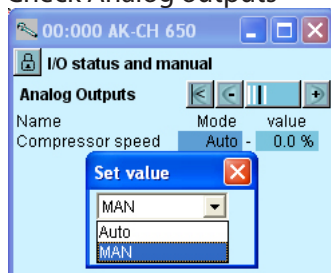 Check Analog outputs
00:000 AK-CH 650
I/O status and manual
Analog Outputs
Name Mode value
Compressor speed Auto - 0.0 %
Set value
MAN
Auto
MAN